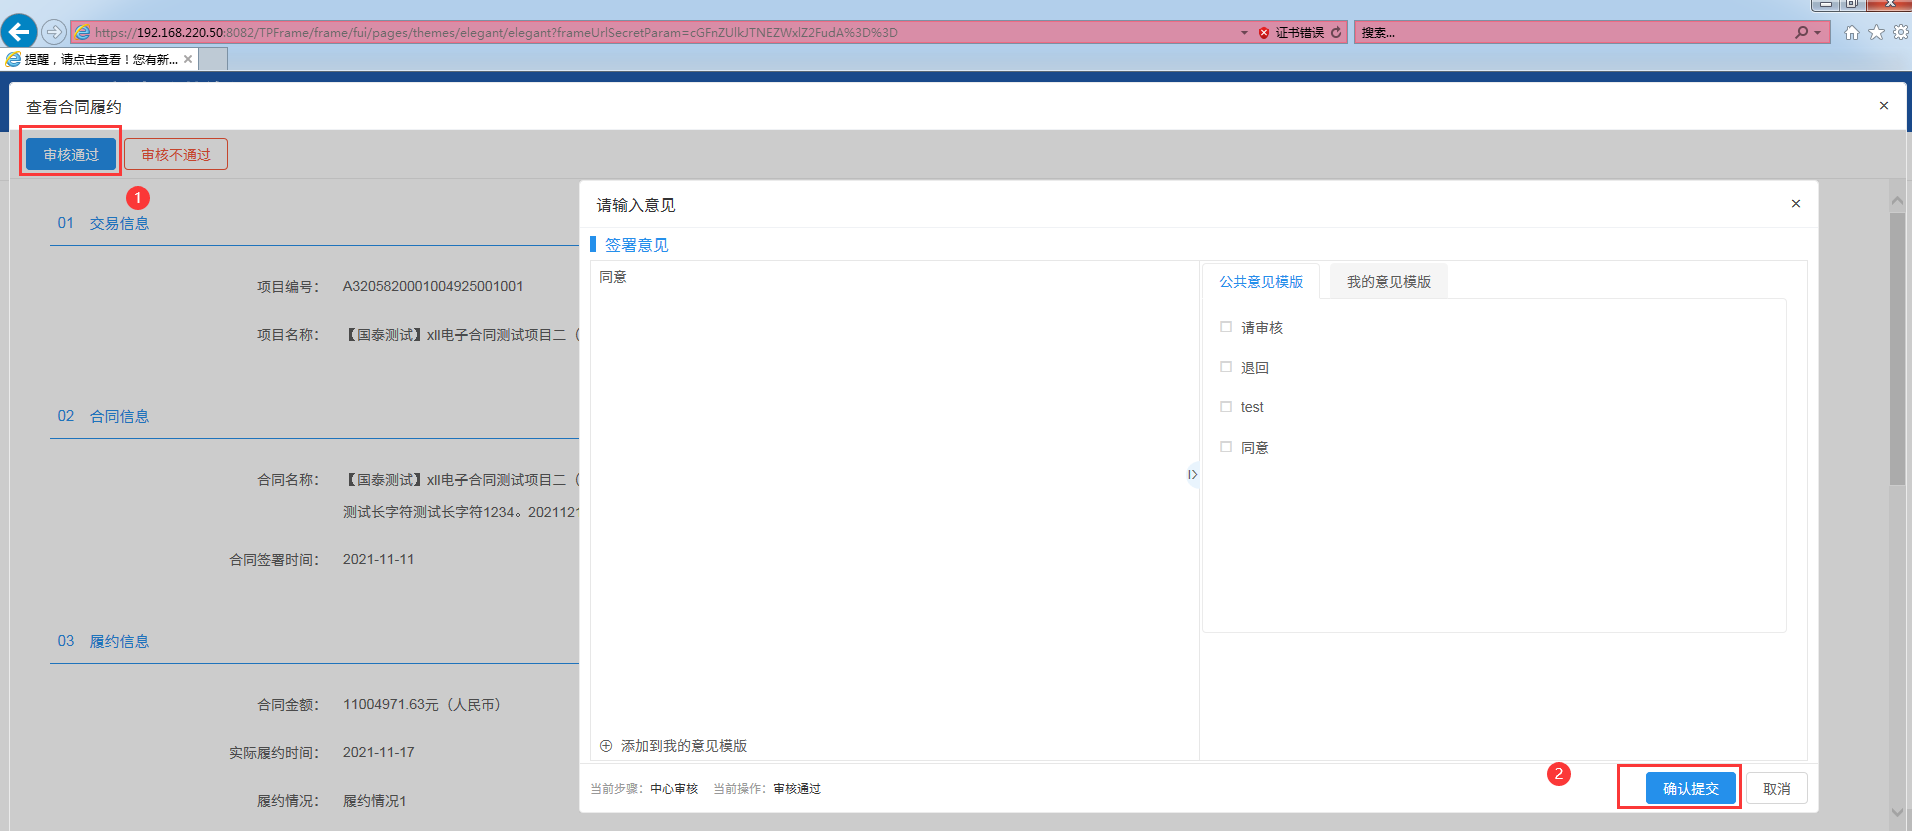 https://192.168.220.50:8082/TPFrame/frame/fui/pages/themes/elegant/elegant?frameUrlSecretParam=cGFnZUlkJTNEZWxlZ2FudA%3D%3D
证书错误
搜索...
提醒，请点击查看！您有新...
查看合同履约
审核通过
审核不通过
1
01 交易信息
项目编号： A3205820001004925001001
项目名称： 【国泰测试】xll电子合同测试项目二（
02 合同信息
合同名称： 【国泰测试】xll电子合同测试项目二（
测试长字符测试长字符1234。2021121
合同签署时间： 2021-11-11
03 履约信息
合同金额： 11004971.63元（人民币）
实际履约时间： 2021-11-17
履约情况： 履约情况1
请输入意见
签署意见
同意
公共意见模版
我的意见模版
请审核
退回
test
同意
添加到我的意见模版
当前步骤：中心审核 当前操作：审核通过
2
确认提交
取消